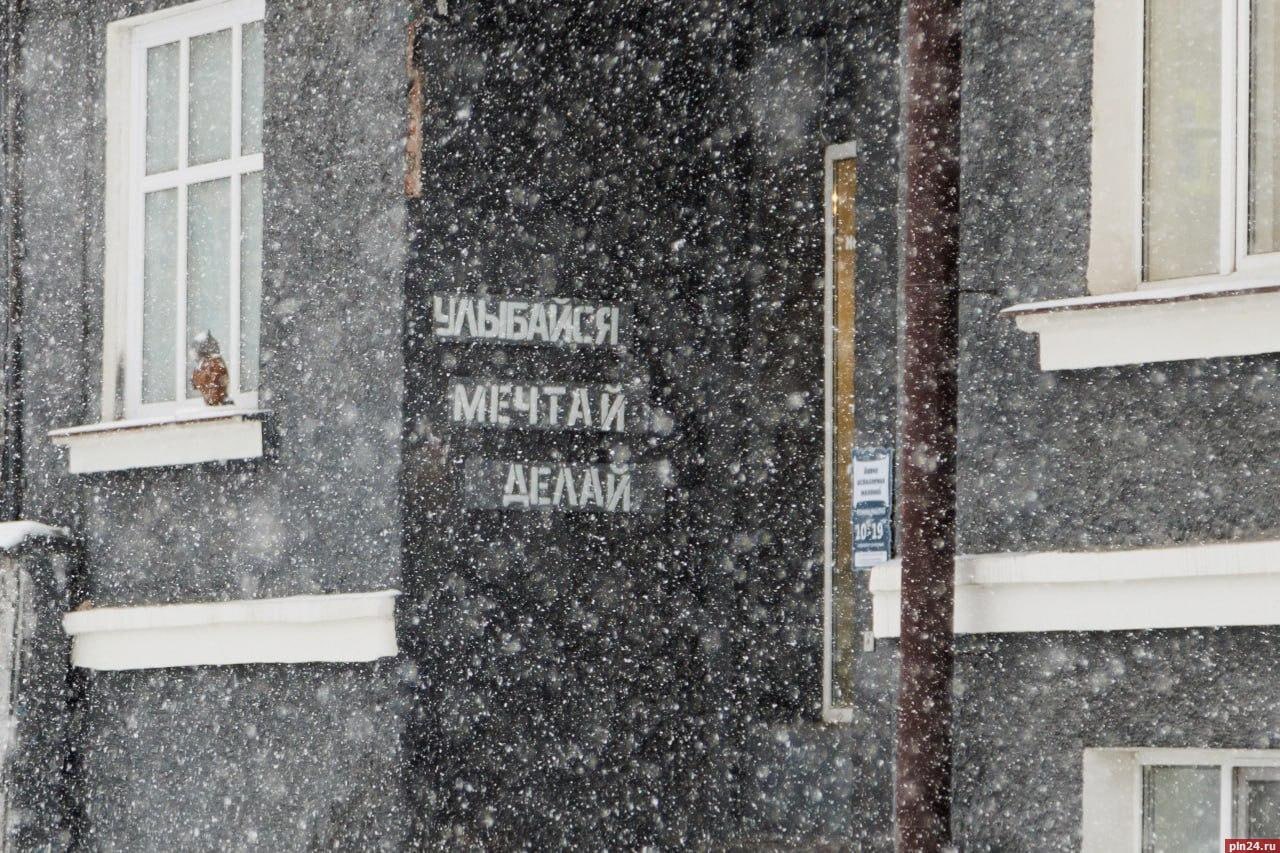 УЛЫБАЙСЯ
МЕЧТАЙ
ДЕЛАЙ
10-19
pln24.ru